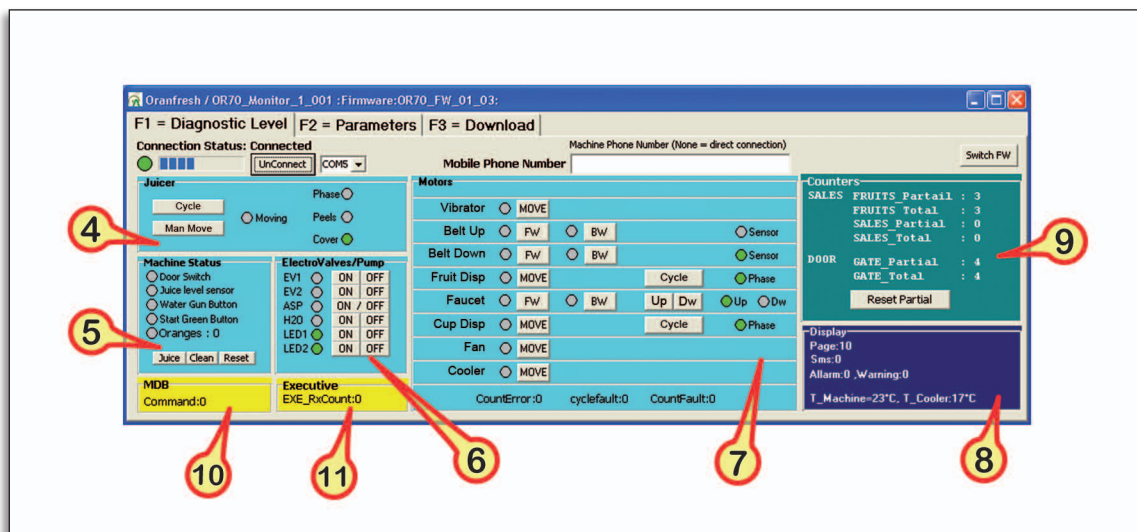 Oranfresh / OR70_Monitor_1_001 :Firmware:OR70_FW_01_03:
F1 = Diagnostic Level F2 = Parameters F3 = Download
Connection Status: Connected
UnConnect COM5
Machine Phone Number (None = direct connection)
Mobile Phone Number
Switch FW
Juicer
Cycle
Man Move
Moving
Phase
Peels
Cover
4
Machine Status
Door Switch
Juice level sensor
Water Gun Button
Start Green Button
Oranges : 0
Juice Clean Reset
5
ElectroValves/Pump
EV1 ON OFF
EV2 ON OFF
ASP ON / OFF
H2O ON OFF
LED1 ON OFF
LED2 ON OFF
6
MDB
Command:0
10
Executive
EXE_RxCount:0
11
Motors
Vibrator MOVE
Belt Up FW BW Sensor
Belt Down FW BW Sensor
Fruit Disp MOVE Cycle Phase
Faucet FW BW Up Dw Up Dw
Cup Disp MOVE Cycle Phase
Fan MOVE
Cooler MOVE
CountError:0 cyclefault:0 CountFault:0
7
Counters
SALES FRUITS_Partail : 3
FRUITS Total : 3
SALES_Partial : 0
SALES_Total : 0
DOOR GATE_Partial : 4
GATE_Total : 4
Reset Partial
9
Display
Page:10
Sms:0
Allarm:0 ,Warning:0
T_Machine=23°C, T_Cooler:17°C
8